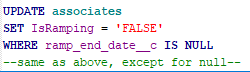 UPDATE associates
SET IsRamping = 'FALSE'
WHERE ramp_end_date__c IS NULL
--same as above, except for null--